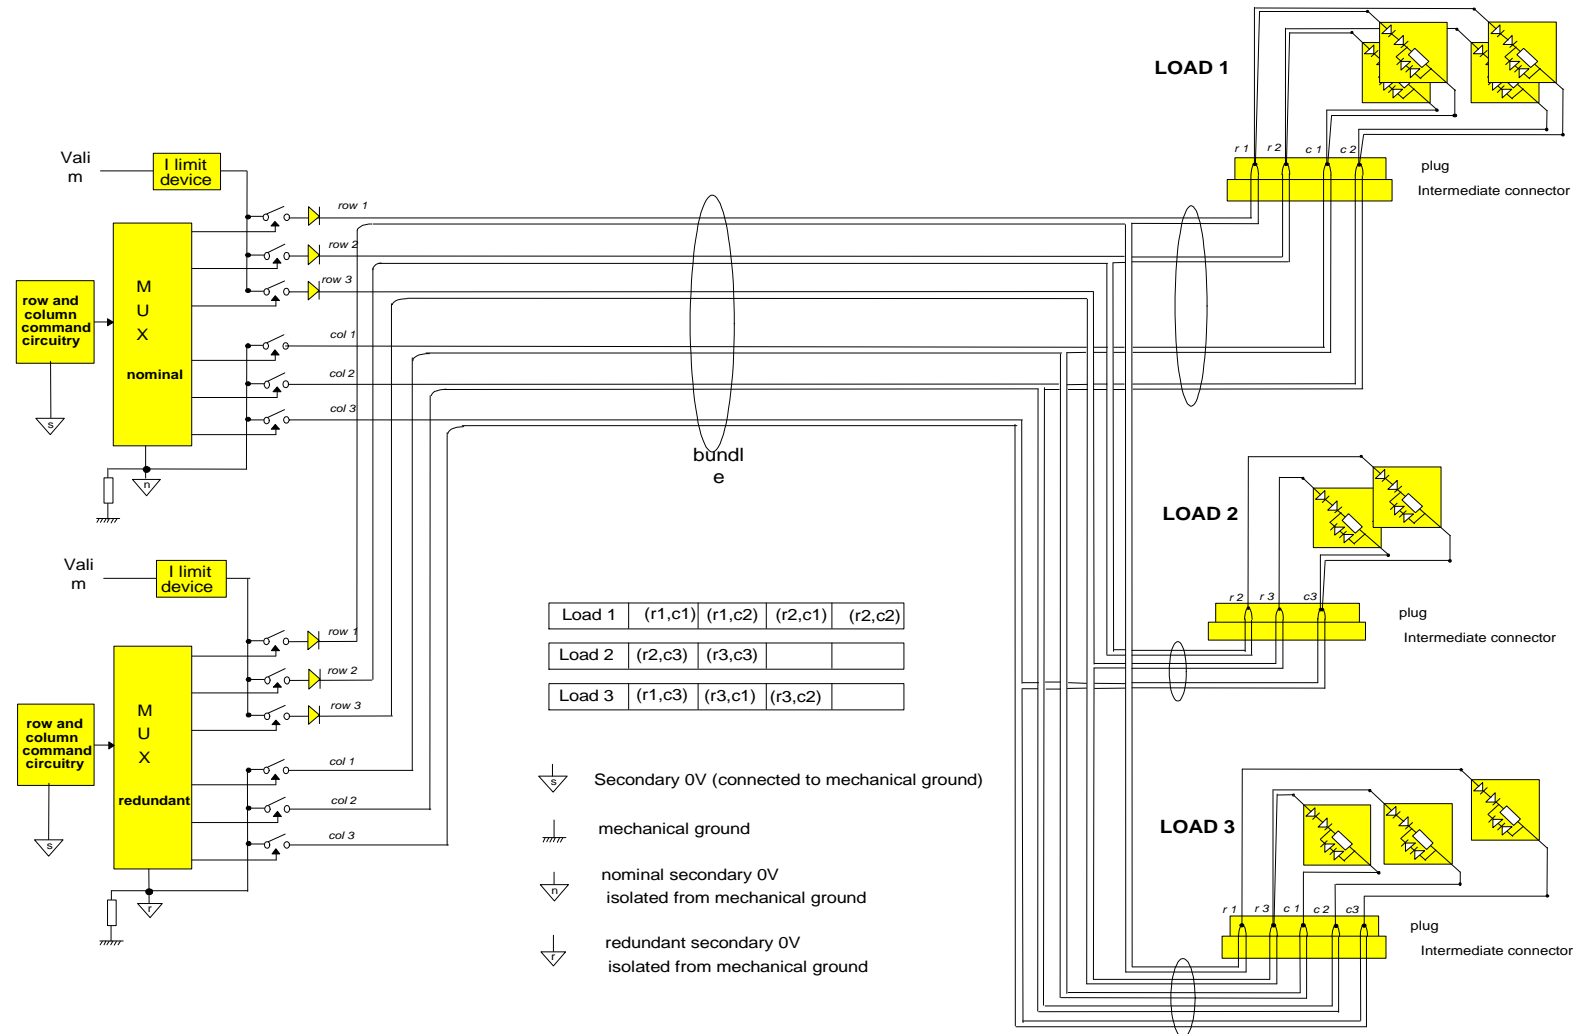 LOAD 1
r 1
r 2
c 1
c 2
plug
Intermediate connector
Vali
m
I limit
device
row 1
row 2
row 3
row and
column
command
circuitry
M
U
X
nominal
col 1
col 2
col 3
s
n
bundl
e
LOAD 2
r 2
r 3
c3
plug
Intermediate connector
Vali
m
I limit
device
row 1
row 2
row 3
row and
column
command
circuitry
M
U
X
redundant
col 1
col 2
col 3
s
r
Load 1 (r1,c1) (r1,c2) (r2,c1) (r2,c2)
Load 2 (r2,c3) (r3,c3)
Load 3 (r1,c3) (r3,c1) (r3,c2)
s Secondary 0V (connected to mechanical ground)
mechanical ground
n nominal secondary 0V
isolated from mechanical ground
r redundant secondary 0V
isolated from mechanical ground
LOAD 3
r 1
r 3
c 1
c 2
c3
plug
Intermediate connector